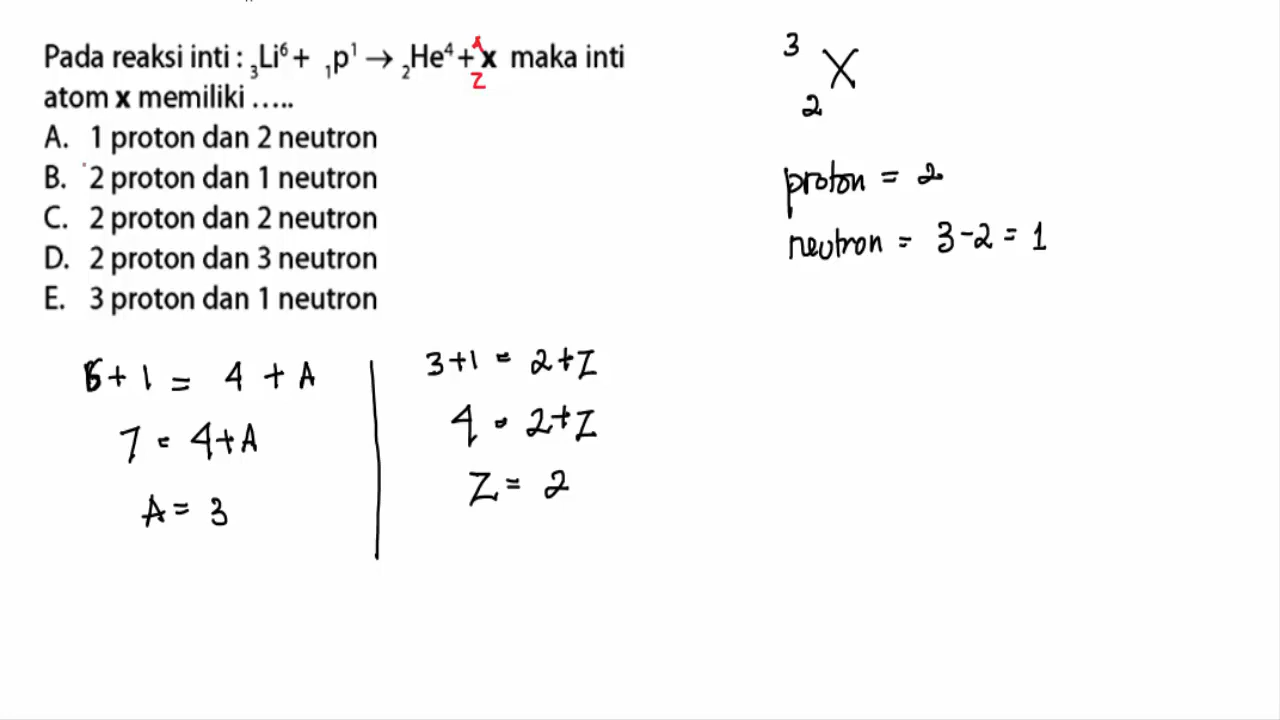 Pada reaksi inti : ₃Li⁶ + ₁p¹ → ₂He⁴ + x maka inti
A
Z
atom x memiliki .....
A. 1 proton dan 2 neutron
B. 2 proton dan 1 neutron
C. 2 proton dan 2 neutron
D. 2 proton dan 3 neutron
E. 3 proton dan 1 neutron
6 + 1 = 4 + A
7 = 4 + A
A = 3
3 + 1 = 2 + Z
4 = 2 + Z
Z = 2
3
X
2
proton = 2
neutron = 3 - 2 = 1